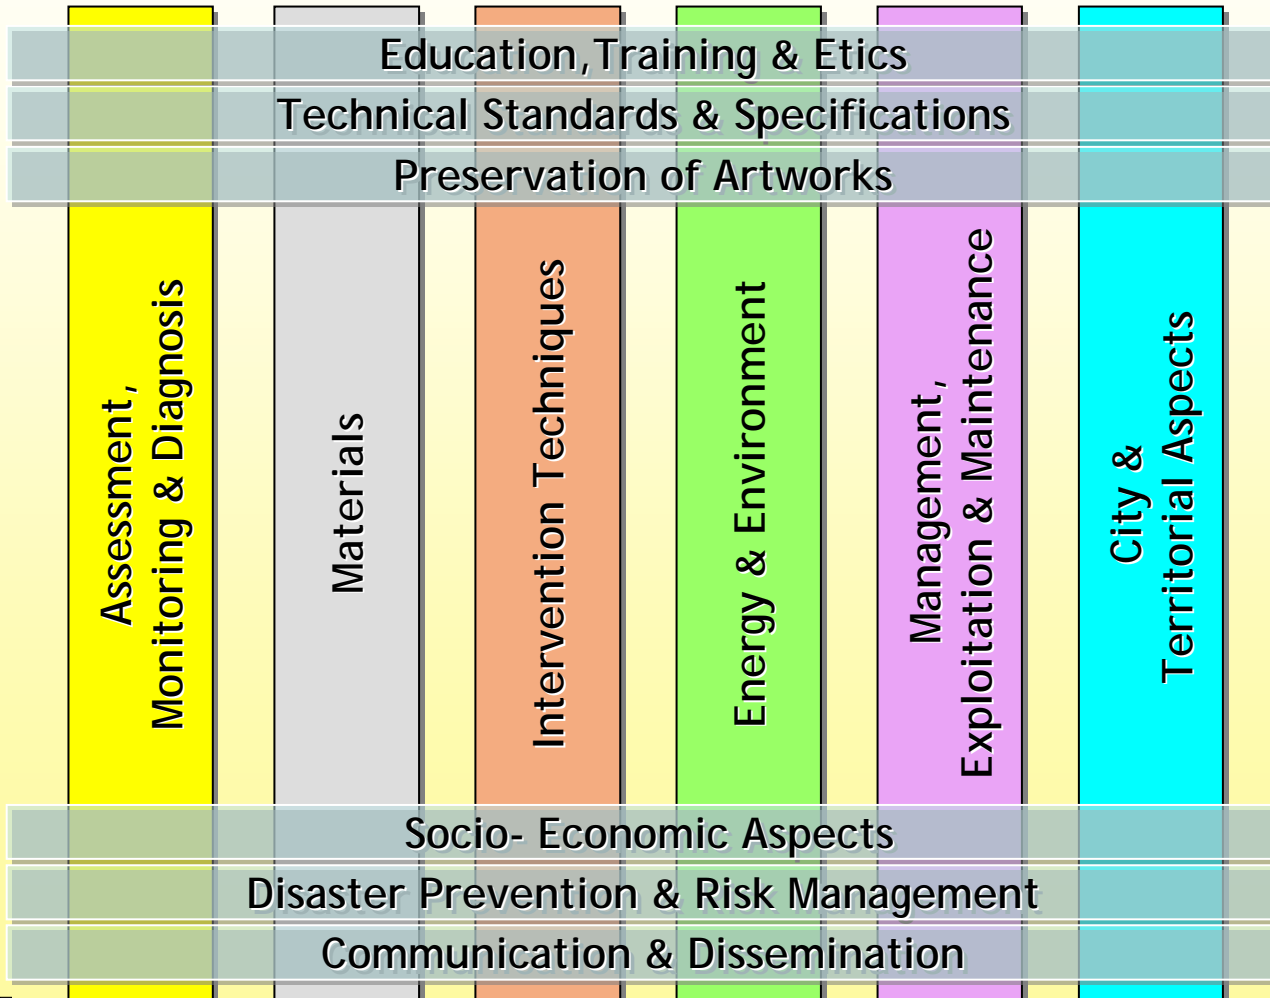 Education,Training & Etics
Technical Standards & Specifications
Preservation of Artworks
Assessment,
Monitoring & Diagnosis
Materials
Intervention Techniques
Energy & Environment
Management,
Exploitation & Maintenance
City &
Territorial Aspects
Socio- Economic Aspects
Disaster Prevention & Risk Management
Communication & Dissemination